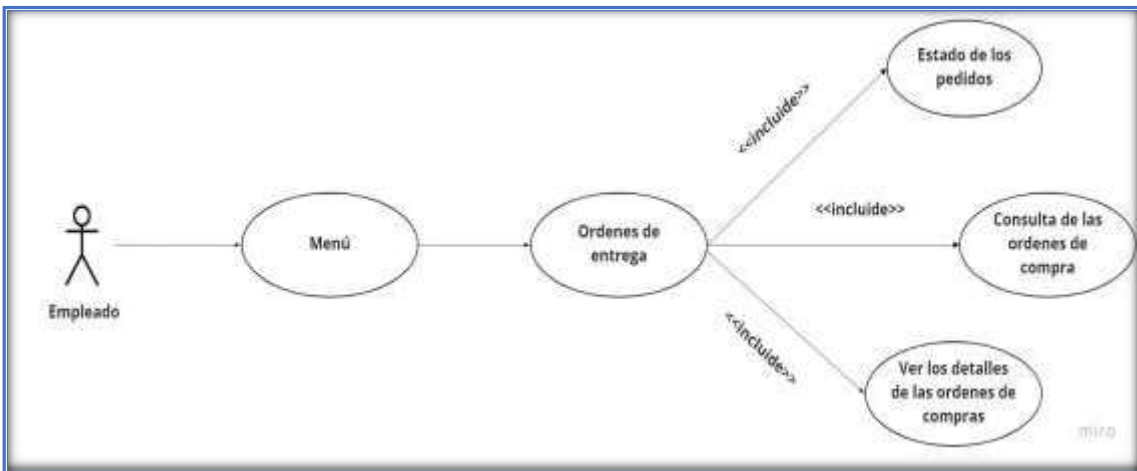 Estado de los
pedidos
<<incluide>>
<<incluide>>
Consulta de las
ordenes de
compra
Menú
Ordenes de
entrega
Empleado
<<incluide>>
Ver los detalles
de las ordenes de
compras
miro